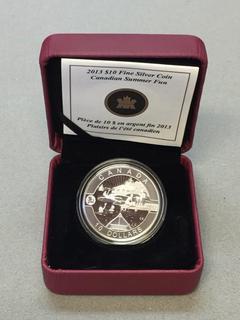 2013 $10 Fine Silver Coin
Canadian Summer Fun
Pièce de 10 $ en argent fin 2013
Plaisirs de l'été canadien
CANADA
10 DOLLARS